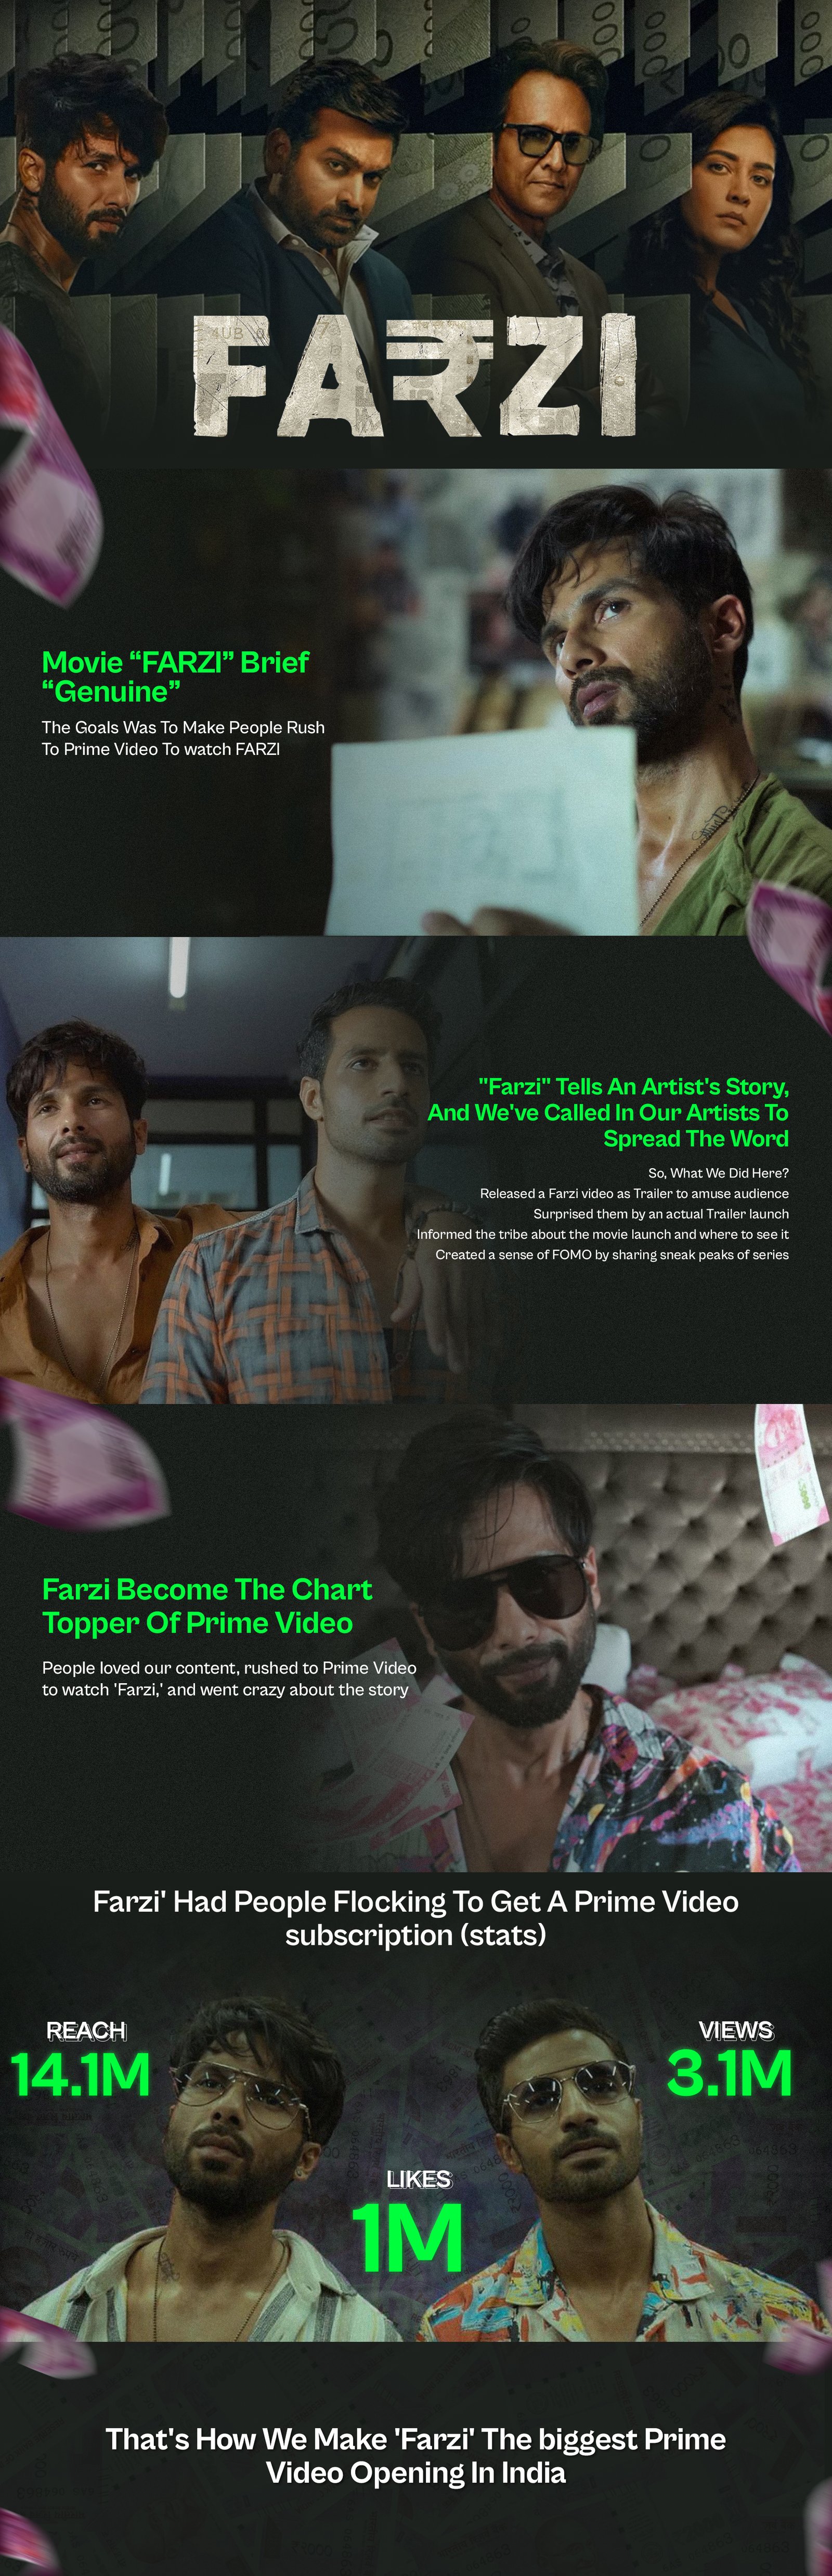 FA₹ZI
Movie “FARZI” Brief
“Genuine”
The Goals Was To Make People Rush
To Prime Video To watch FARZI
"Farzi" Tells An Artist's Story,
And We've Called In Our Artists To
Spread The Word
So, What We Did Here?
Released a Farzi video as Trailer to amuse audience
Surprised them by an actual Trailer launch
Informed the tribe about the movie launch and where to see it
Created a sense of FOMO by sharing sneak peaks of series
Farzi Become The Chart
Topper Of Prime Video
People loved our content, rushed to Prime Video
to watch 'Farzi,' and went crazy about the story
Farzi' Had People Flocking To Get A Prime Video
subscription (stats)
REACH
14.1M
VIEWS
3.1M
LIKES
1M
That's How We Make 'Farzi' The biggest Prime
Video Opening In India